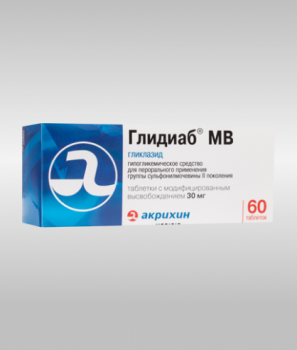 Глидиаб® МВ
гликлазид
гипогликемическое средство
для перорального применения
группы сульфонилмочевины II поколения
таблетки с модифицированным
высвобождением 30 мг
60
таблеток
акрихин